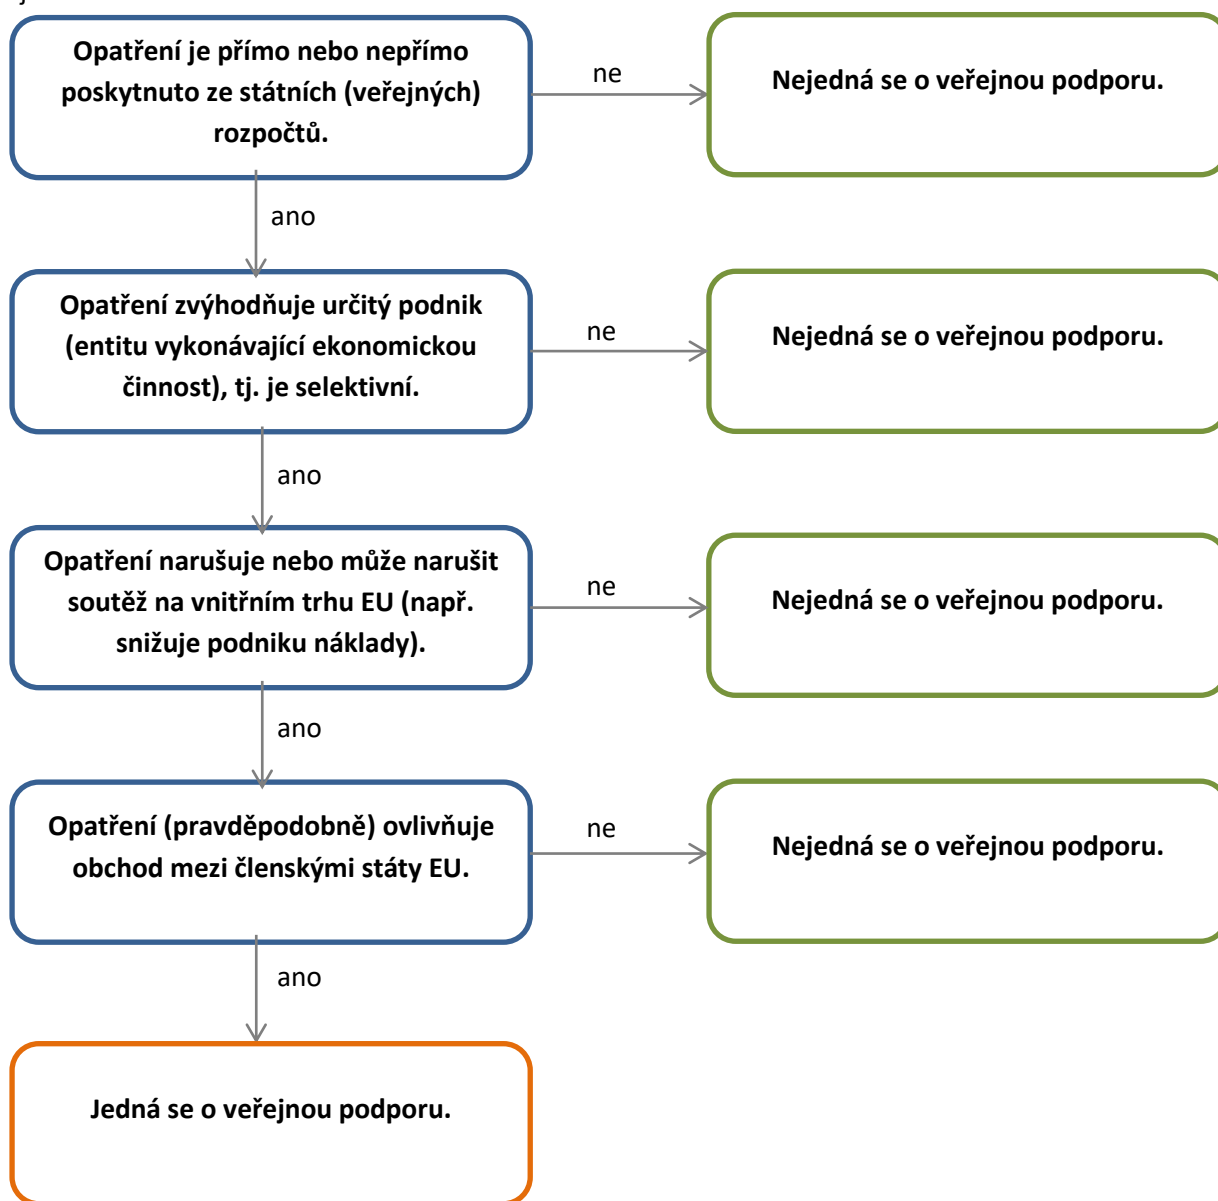 Opatření je přímo nebo nepřímo
poskytnuto ze státních (veřejných)
rozpočtů.
ne
Nejedná se o veřejnou podporu.
ano
Opatření zvýhodňuje určitý podnik
(entitu vykonávající ekonomickou
činnost), tj. je selektivní.
ne
Nejedná se o veřejnou podporu.
ano
Opatření narušuje nebo může narušit
soutěž na vnitřním trhu EU (např.
snižuje podniku náklady).
ne
Nejedná se o veřejnou podporu.
ano
Opatření (pravděpodobně) ovlivňuje
obchod mezi členskými státy EU.
ne
Nejedná se o veřejnou podporu.
ano
Jedná se o veřejnou podporu.